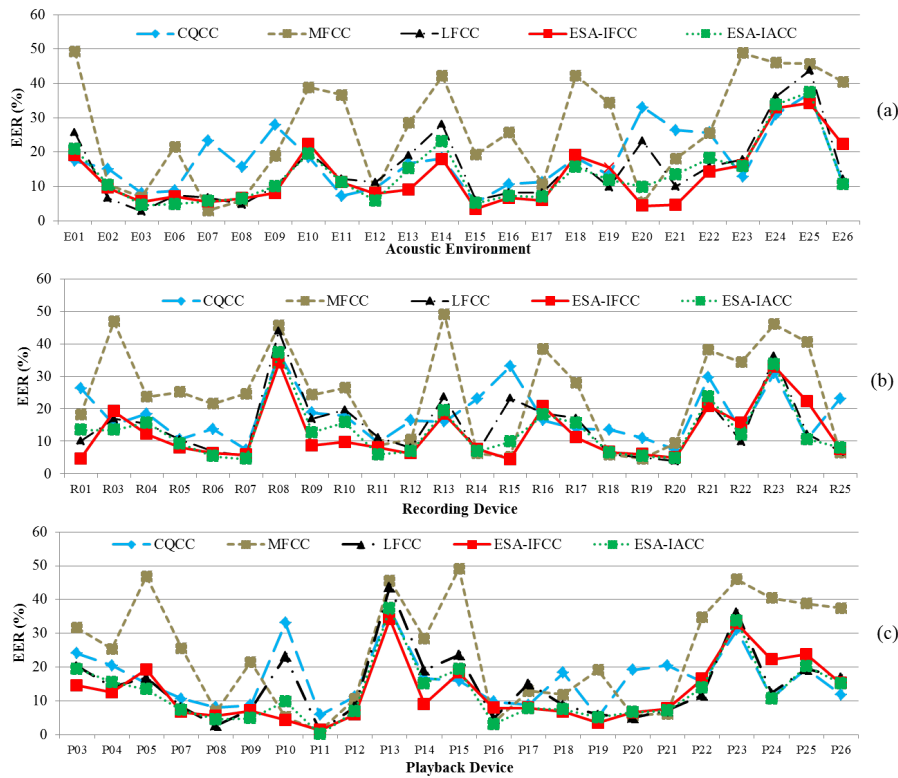 60
50
40
30
20
10
0
EER (%)
CQCC MFCC LFCC ESA-IFCC ESA-IACC
E01 E02 E03 E06 E07 E08 E09 E10 E11 E12 E13 E14 E15 E16 E17 E18 E19 E20 E21 E22 E23 E24 E25 E26
Acoustic Environment
(a)
60
50
40
30
20
10
0
EER (%)
CQCC MFCC LFCC ESA-IFCC ESA-IACC
R01 R03 R04 R05 R06 R07 R08 R09 R10 R11 R12 R13 R14 R15 R16 R17 R18 R19 R20 R21 R22 R23 R24 R25
Recording Device
(b)
60
50
40
30
20
10
0
EER (%)
CQCC MFCC LFCC ESA-IFCC ESA-IACC
P03 P04 P05 P07 P08 P09 P10 P11 P12 P13 P14 P15 P16 P17 P18 P19 P20 P21 P22 P23 P24 P25 P26
Playback Device
(c)